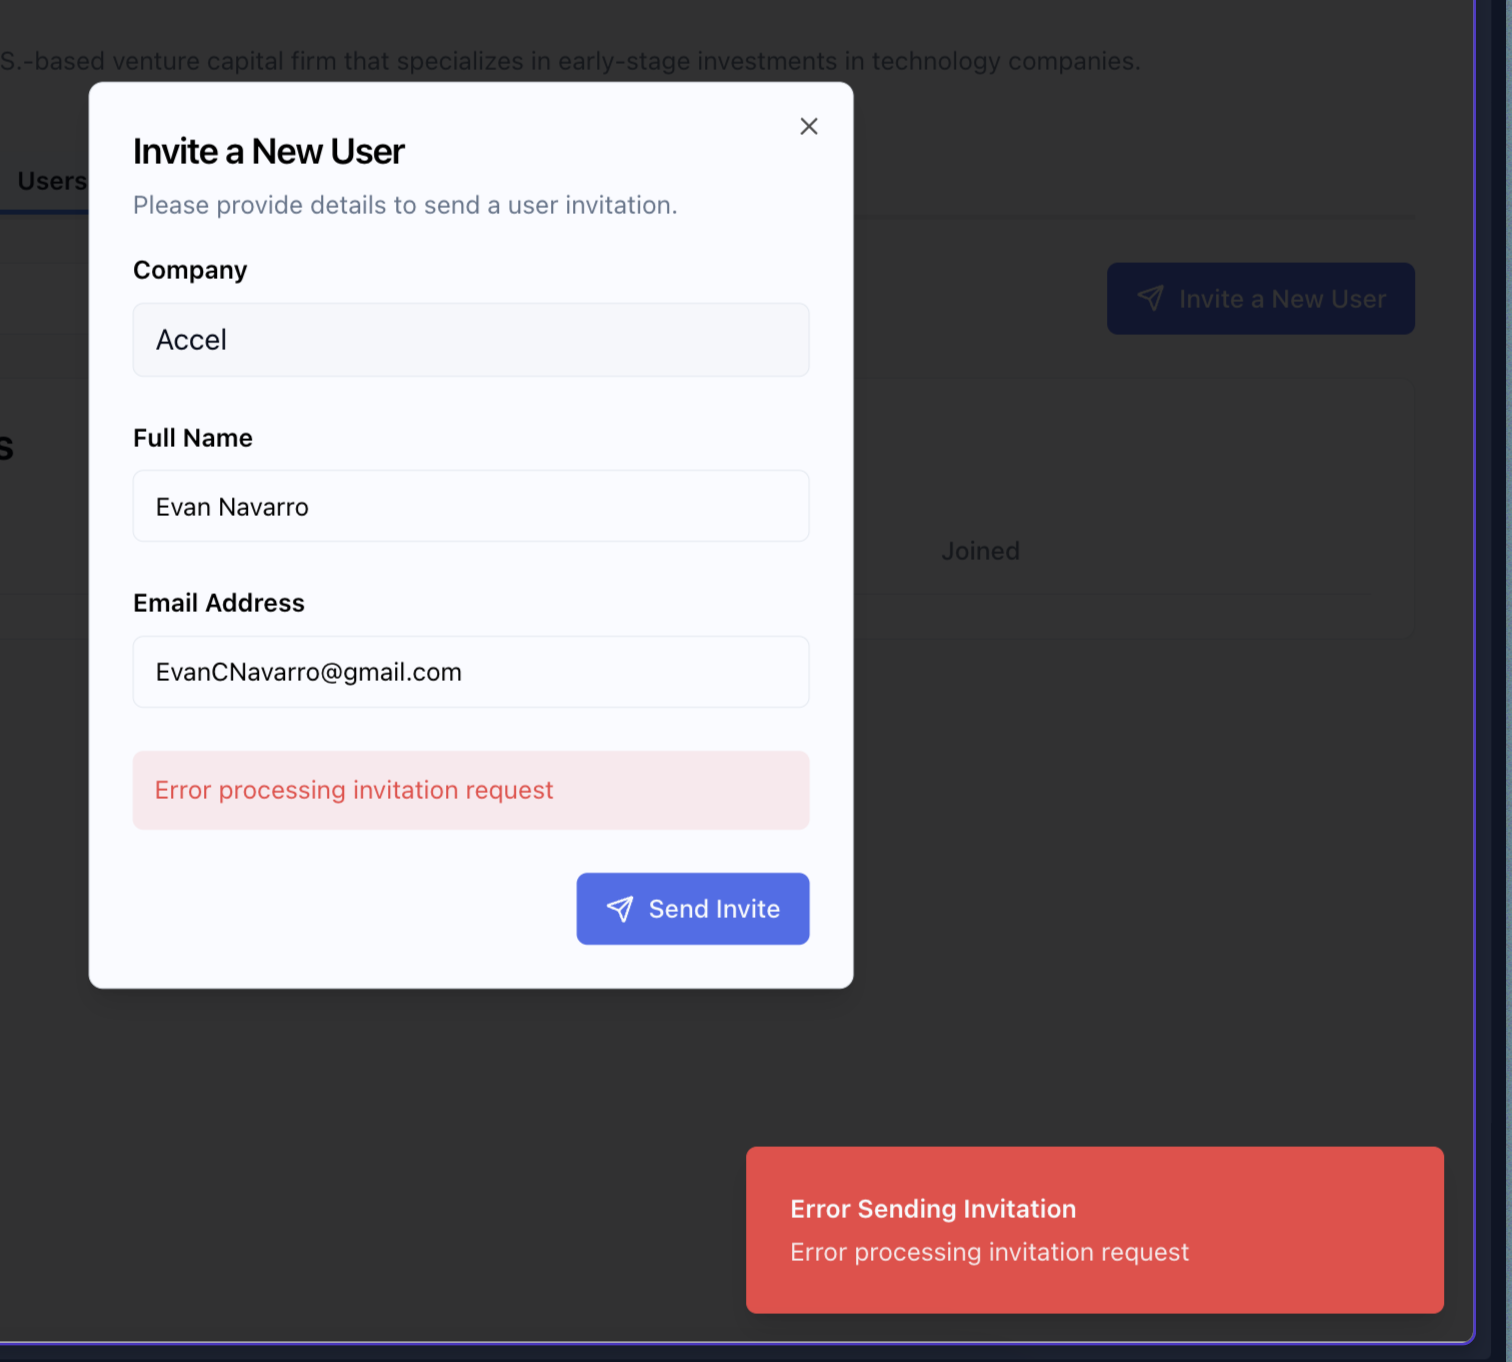 S.-based venture capital firm that specializes in early-stage investments in technology companies.
Invite a New User
Please provide details to send a user invitation.
Users
Company
Accel
Invite a New User
Full Name
s
Evan Navarro
Joined
Email Address
EvanCNavarro@gmail.com
Error processing invitation request
Send Invite
Error Sending Invitation
Error processing invitation request